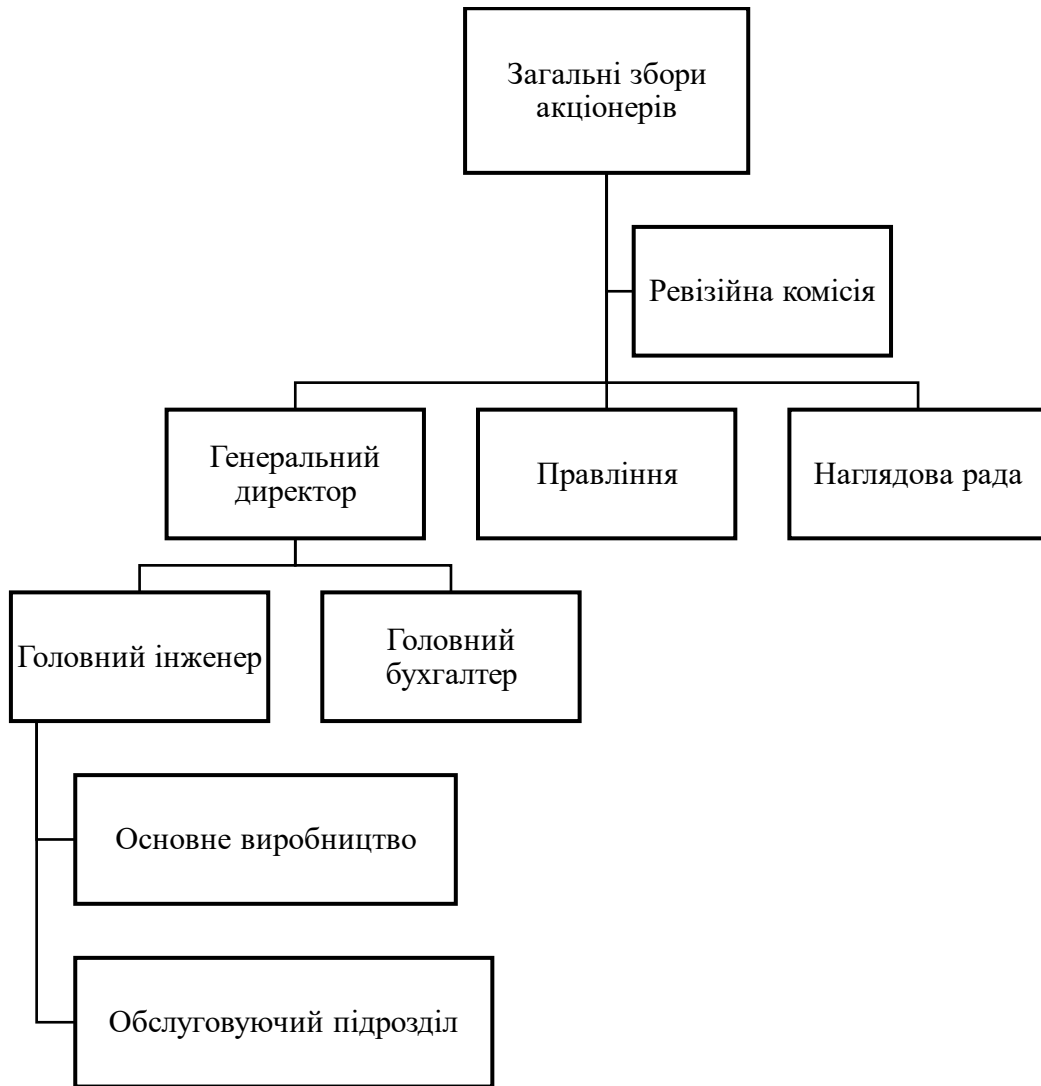 Загальні збори
акціонерів
Ревізійна комісія
Генеральний
директор
Правління
Наглядова рада
Головний інженер
Головний
бухгалтер
Основне виробництво
Обслуговуючий підрозділ